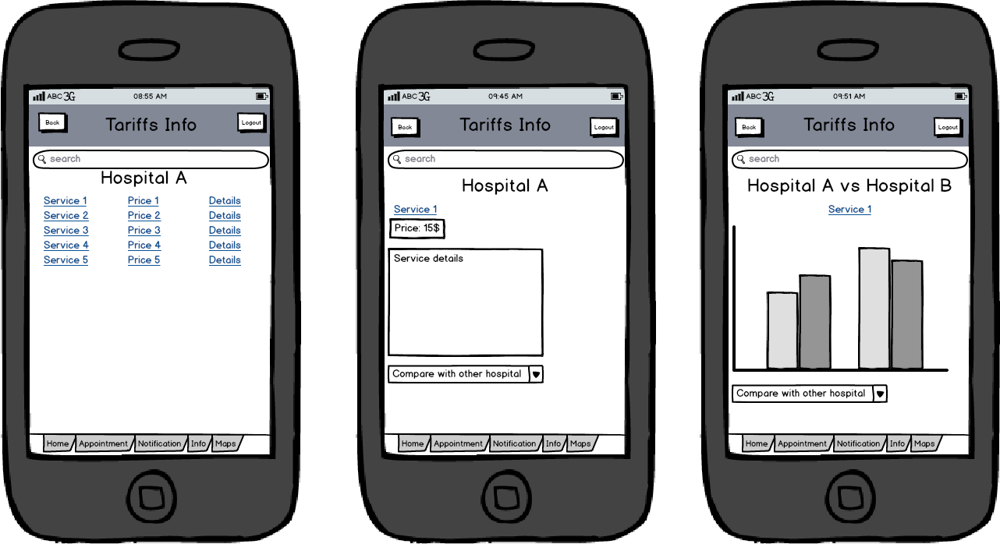 ABC 3G 08:55 AM
Back Tariffs Info Logout
search
Hospital A
Service 1 Price 1 Details
Service 2 Price 2 Details
Service 3 Price 3 Details
Service 4 Price 4 Details
Service 5 Price 5 Details
Home Appointment Notification Info Maps
ABC 3G 09:45 AM
Back Tariffs Info Logout
search
Hospital A
Service 1
Price: 15$
Service details
Compare with other hospital
Home Appointment Notification Info Maps
ABC 3G 09:51 AM
Back Tariffs Info Logout
search
Hospital A vs Hospital B
Service 1
Compare with other hospital
Home Appointment Notification Info Maps